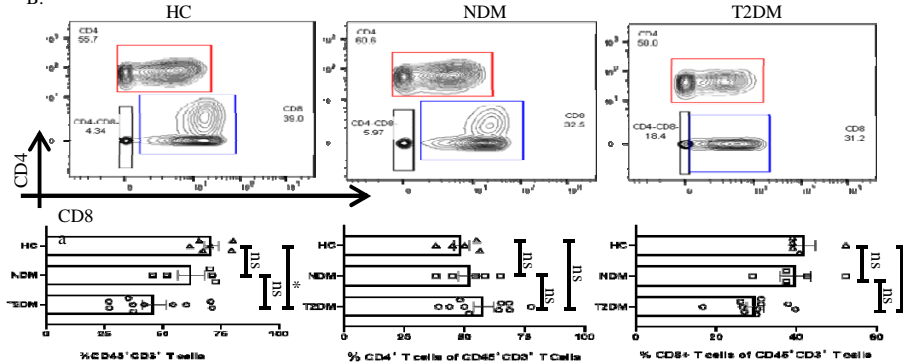 B.
HC NDM T2DM
CD4
55.7
CD4
60.6
CD4
50.0
CD4-CD8-
4.34
CD8
39.0
CD4-CD8-
5.97
CD8
32.5
CD4-CD8-
18.4
CD8
31.2
CD4
CD8
a
HC
NDM
T2DM
ns
ns
*
0 25 50 75 100
%CD45⁺CD3⁺ T cells
HC
NDM
T2DM
ns
ns
ns
0 25 50 75 100
% CD4⁺ T cells of CD45⁺CD3⁺ T cells
HC
NDM
T2DM
ns
ns
ns
0 20 40 60
% CD8+ T cells of CD45⁺CD3⁺ T cells